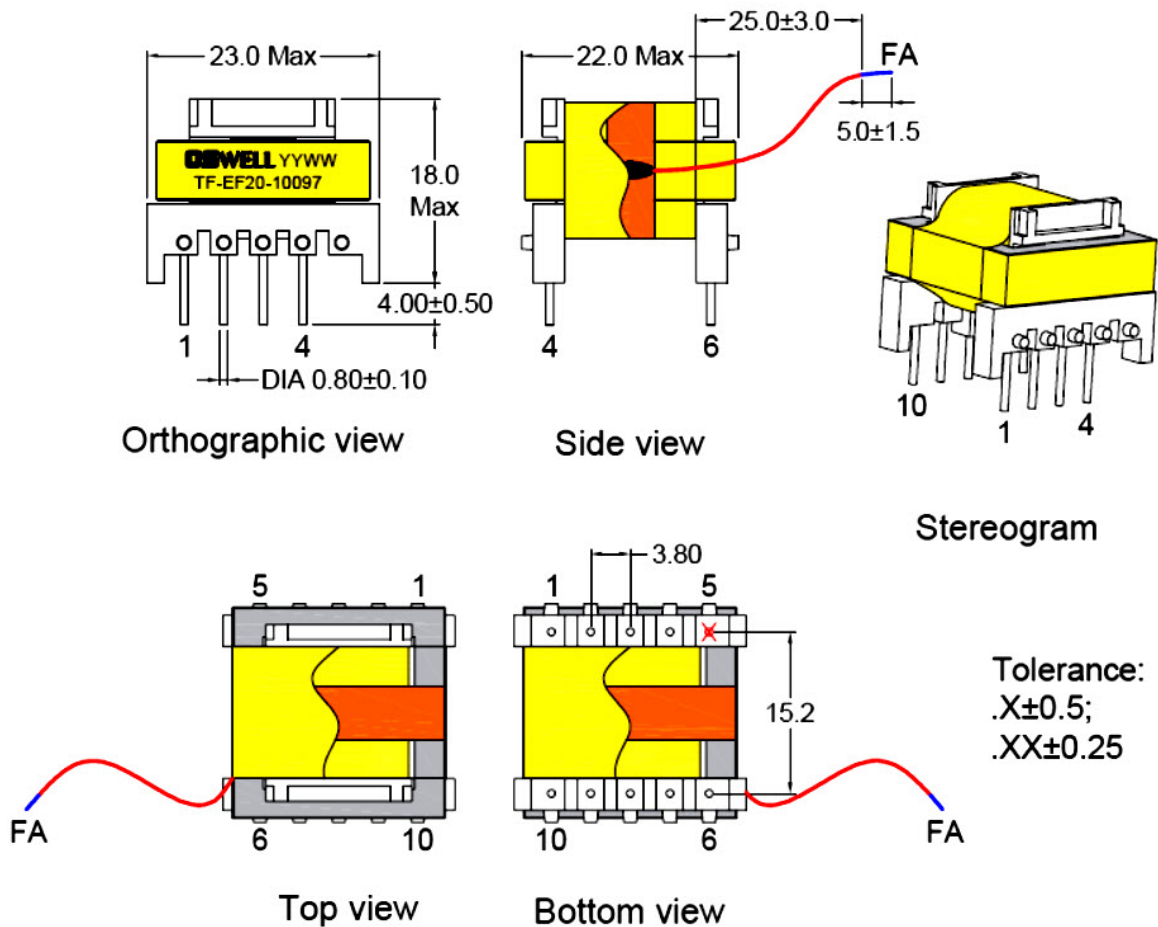 23.0 Max
OSWELL YYWW
TF-EF20-10097
18.0
Max
4.00±0.50
1
4
DIA 0.80±0.10
Orthographic view
25.0±3.0
22.0 Max
FA
5.0±1.5
4
6
Side view
10
1
4
Stereogram
5
1
FA
6
10
Top view
3.80
1
5
15.2
10
6
FA
Bottom view
Tolerance:
.X±0.5;
.XX±0.25